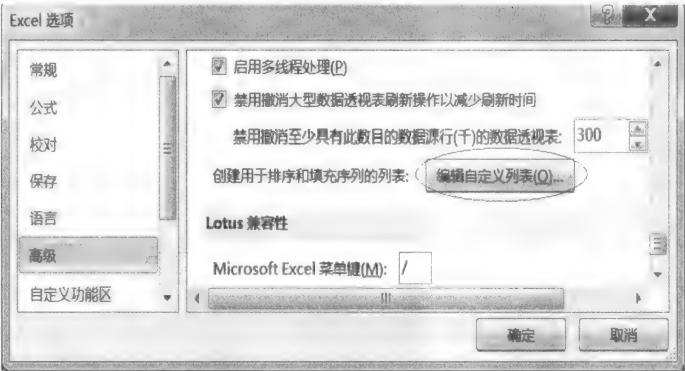 Excel 选项
常规
公式
校对
保存
语言
高级
自定义功能区
启用多线程处理(P)
禁用撤消大型数据透视表刷新操作以减少刷新时间
禁用撤消至少具有此数目的数据源行(千)的数据透视表: 300
创建用于排序和填充序列的列表: 编辑自定义列表(O)...
Lotus 兼容性
Microsoft Excel 菜单键(M): /
确定 取消